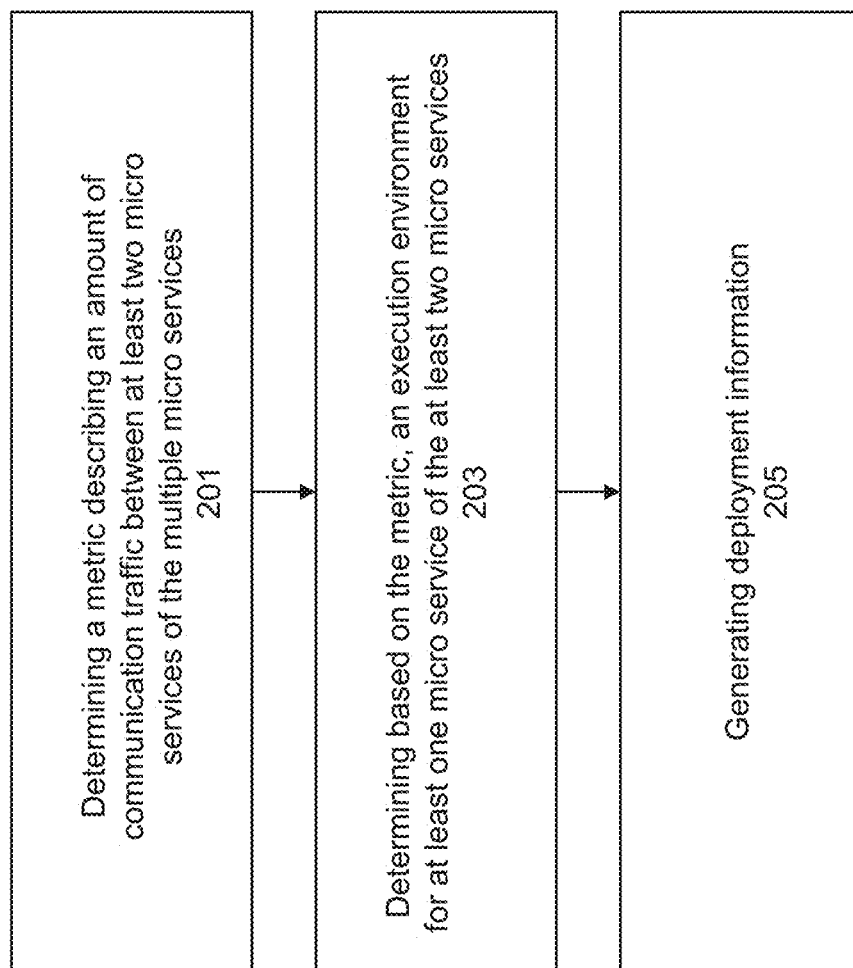 Determining a metric describing an amount of
communication traffic between at least two micro
services of the multiple micro services
201
Determining based on the metric, an execution environment
for at least one micro service of the at least two micro services
203
Generating deployment information
205